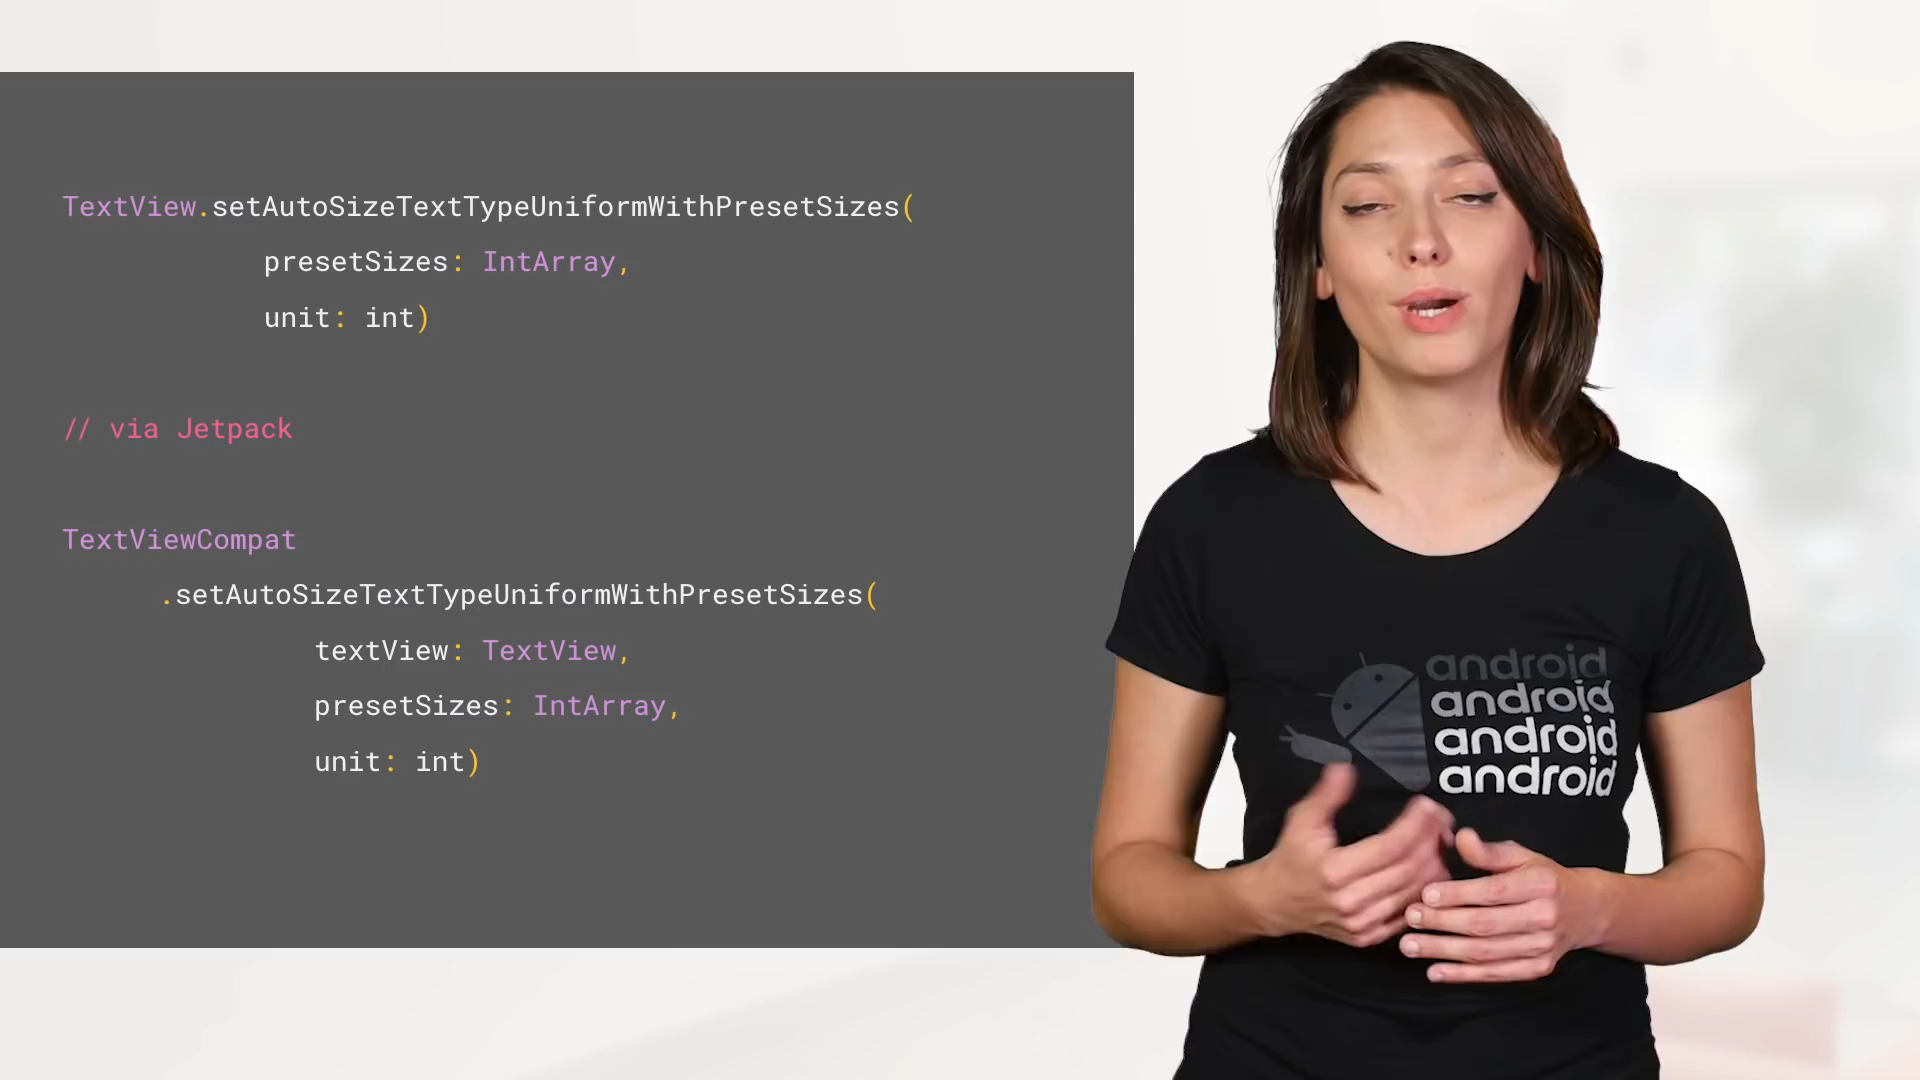 TextView.setAutoSizeTextTypeUniformWithPresetSizes(
presetSizes: IntArray,
unit: int)
// via Jetpack
TextViewCompat
.setAutoSizeTextTypeUniformWithPresetSizes(
textView: TextView,
presetSizes: IntArray,
unit: int)
android
android
android
android